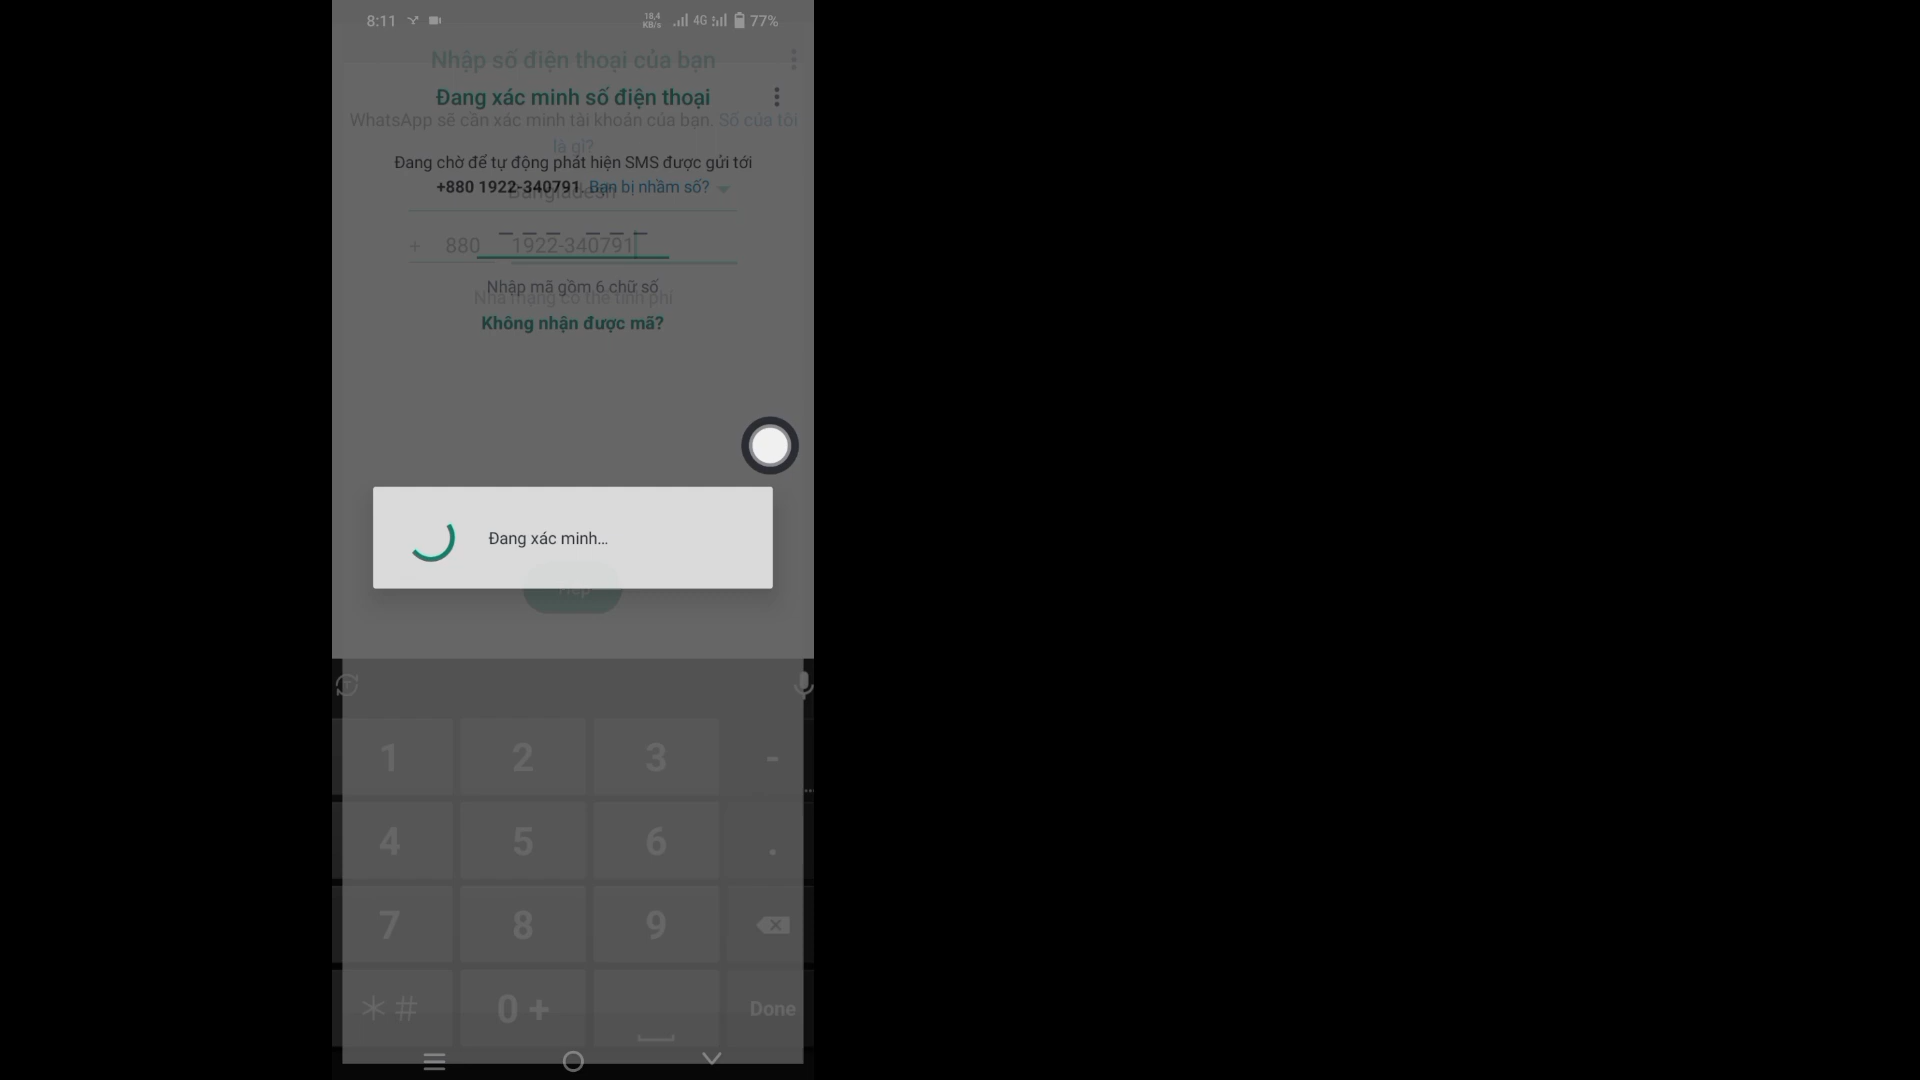 8:11
18,4
KB/s
4G
77%
Nhập số điện thoại của bạn
Đang xác minh số điện thoại
WhatsApp sẽ cần xác minh tài khoản của bạn. Số của tôi
là gì?
Đang chờ để tự động phát hiện SMS được gửi tới
+880 1922-340791. Bạn bị nhầm số?
Bangladesh
+ 880 1922-340791
Nhập mã gồm 6 chữ số
Nhà mạng có thể tính phí
Không nhận được mã?
Đang xác minh...
Tiếp
1 2 3 -
4 5 6 .
7 8 9
* # 0 + Done